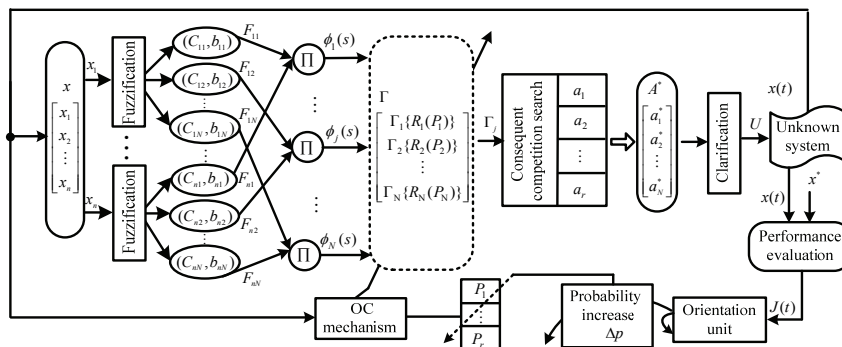 x
x₁
x₂
⋮
xₙ
x₁
xₙ
Fuzzification
⋮
Fuzzification
(C₁₁,b₁₁)
(C₁₂,b₁₂)
⋮
(C₁N,b₁N)
(Cₙ₁,bₙ₁)
(Cₙ₂,bₙ₂)
⋮
(CₙN,bₙN)
F₁₁
F₁₂
F₁N
Fₙ₁
Fₙ₂
FₙN
Π
Π
Π
ϕ₁(s)
⋮
ϕⱼ(s)
⋮
ϕN(s)
Γ
Γ₁{R₁(P₁)}
Γ₂{R₂(P₂)}
⋮
ΓN{RN(PN)}
Γⱼ
Consequent
competition search
a₁
a₂
⋮
aᵣ
A*
a₁*
a₂*
⋮
aN*
Clarification
U
x(t)
Unknown
system
x(t)
x*
Performance
evaluation
J(t)
Orientation
unit
Probability
increase
Δp
P₁
⋮
Pᵣ
OC
mechanism